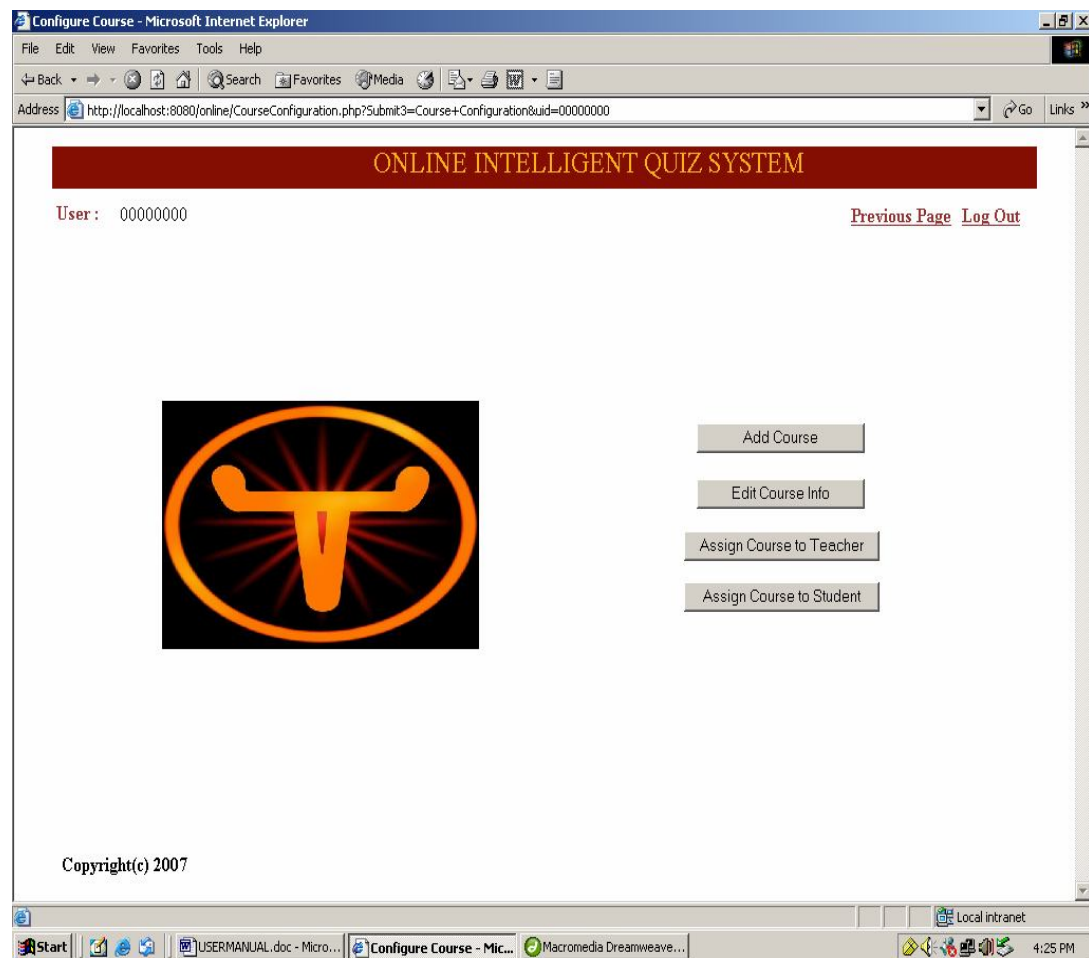 Configure Course - Microsoft Internet Explorer
File Edit View Favorites Tools Help
Back Search Favorites Media
Address http://localhost:8080/online/CourseConfiguration.php?Submit3=Course+Configuration&uid=00000000 Go Links »
ONLINE INTELLIGENT QUIZ SYSTEM
User : 00000000 Previous Page Log Out
Add Course
Edit Course Info
Assign Course to Teacher
Assign Course to Student
Copyright(c) 2007
Local intranet
Start USERMANUAL.doc - Micro... Configure Course - Mic... Macromedia Dreamweave... 4:25 PM